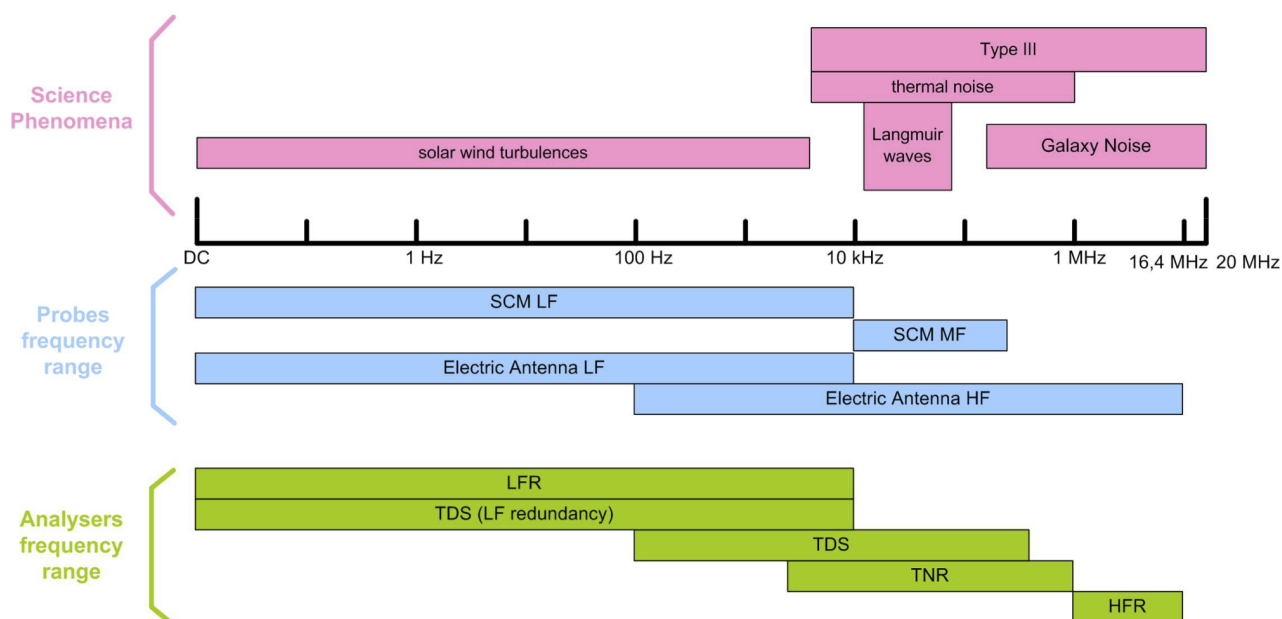 Type III
thermal noise
Science
Phenomena
Langmuir
waves
Galaxy Noise
solar wind turbulences
DC
1 Hz
100 Hz
10 kHz
1 MHz
16,4 MHz
20 MHz
Probes
frequency
range
SCM LF
SCM MF
Electric Antenna LF
Electric Antenna HF
Analysers
frequency
range
LFR
TDS (LF redundancy)
TDS
TNR
HFR